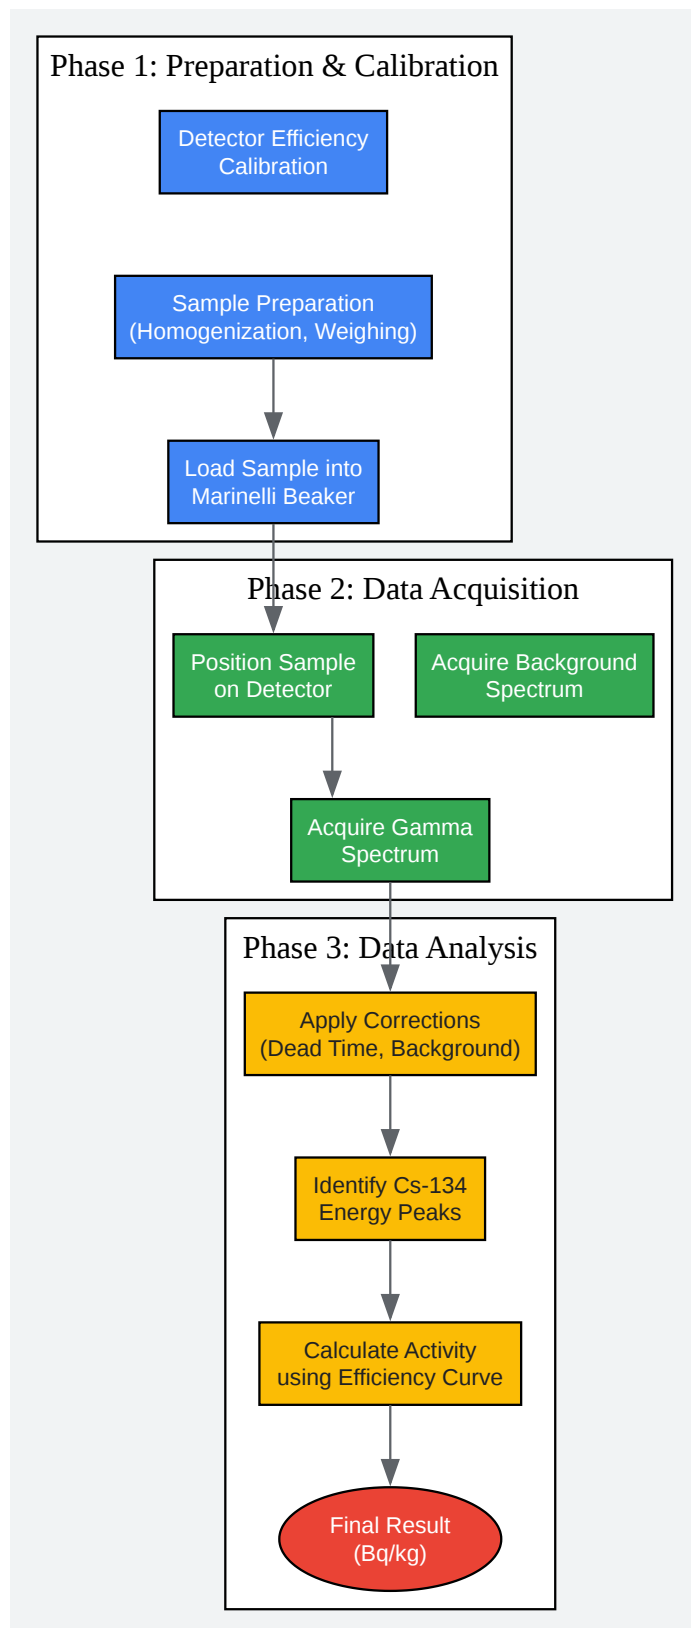 Phase 1: Preparation & Calibration
Detector Efficiency
Calibration
Sample Preparation
(Homogenization, Weighing)
Load Sample into
Marinelli Beaker
Phase 2: Data Acquisition
Position Sample
on Detector
Acquire Background
Spectrum
Acquire Gamma
Spectrum
Phase 3: Data Analysis
Apply Corrections
(Dead Time, Background)
Identify Cs-134
Energy Peaks
Calculate Activity
using Efficiency Curve
Final Result
(Bq/kg)